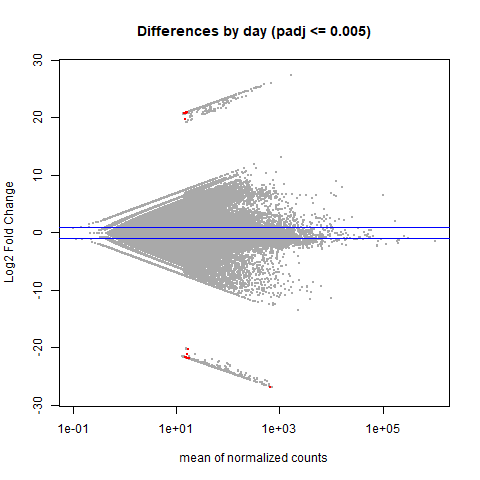 Differences by day (padj <= 0.005)
Log2 Fold Change
30
20
10
0
-10
-20
-30
1e-01
1e+01
1e+03
1e+05
mean of normalized counts